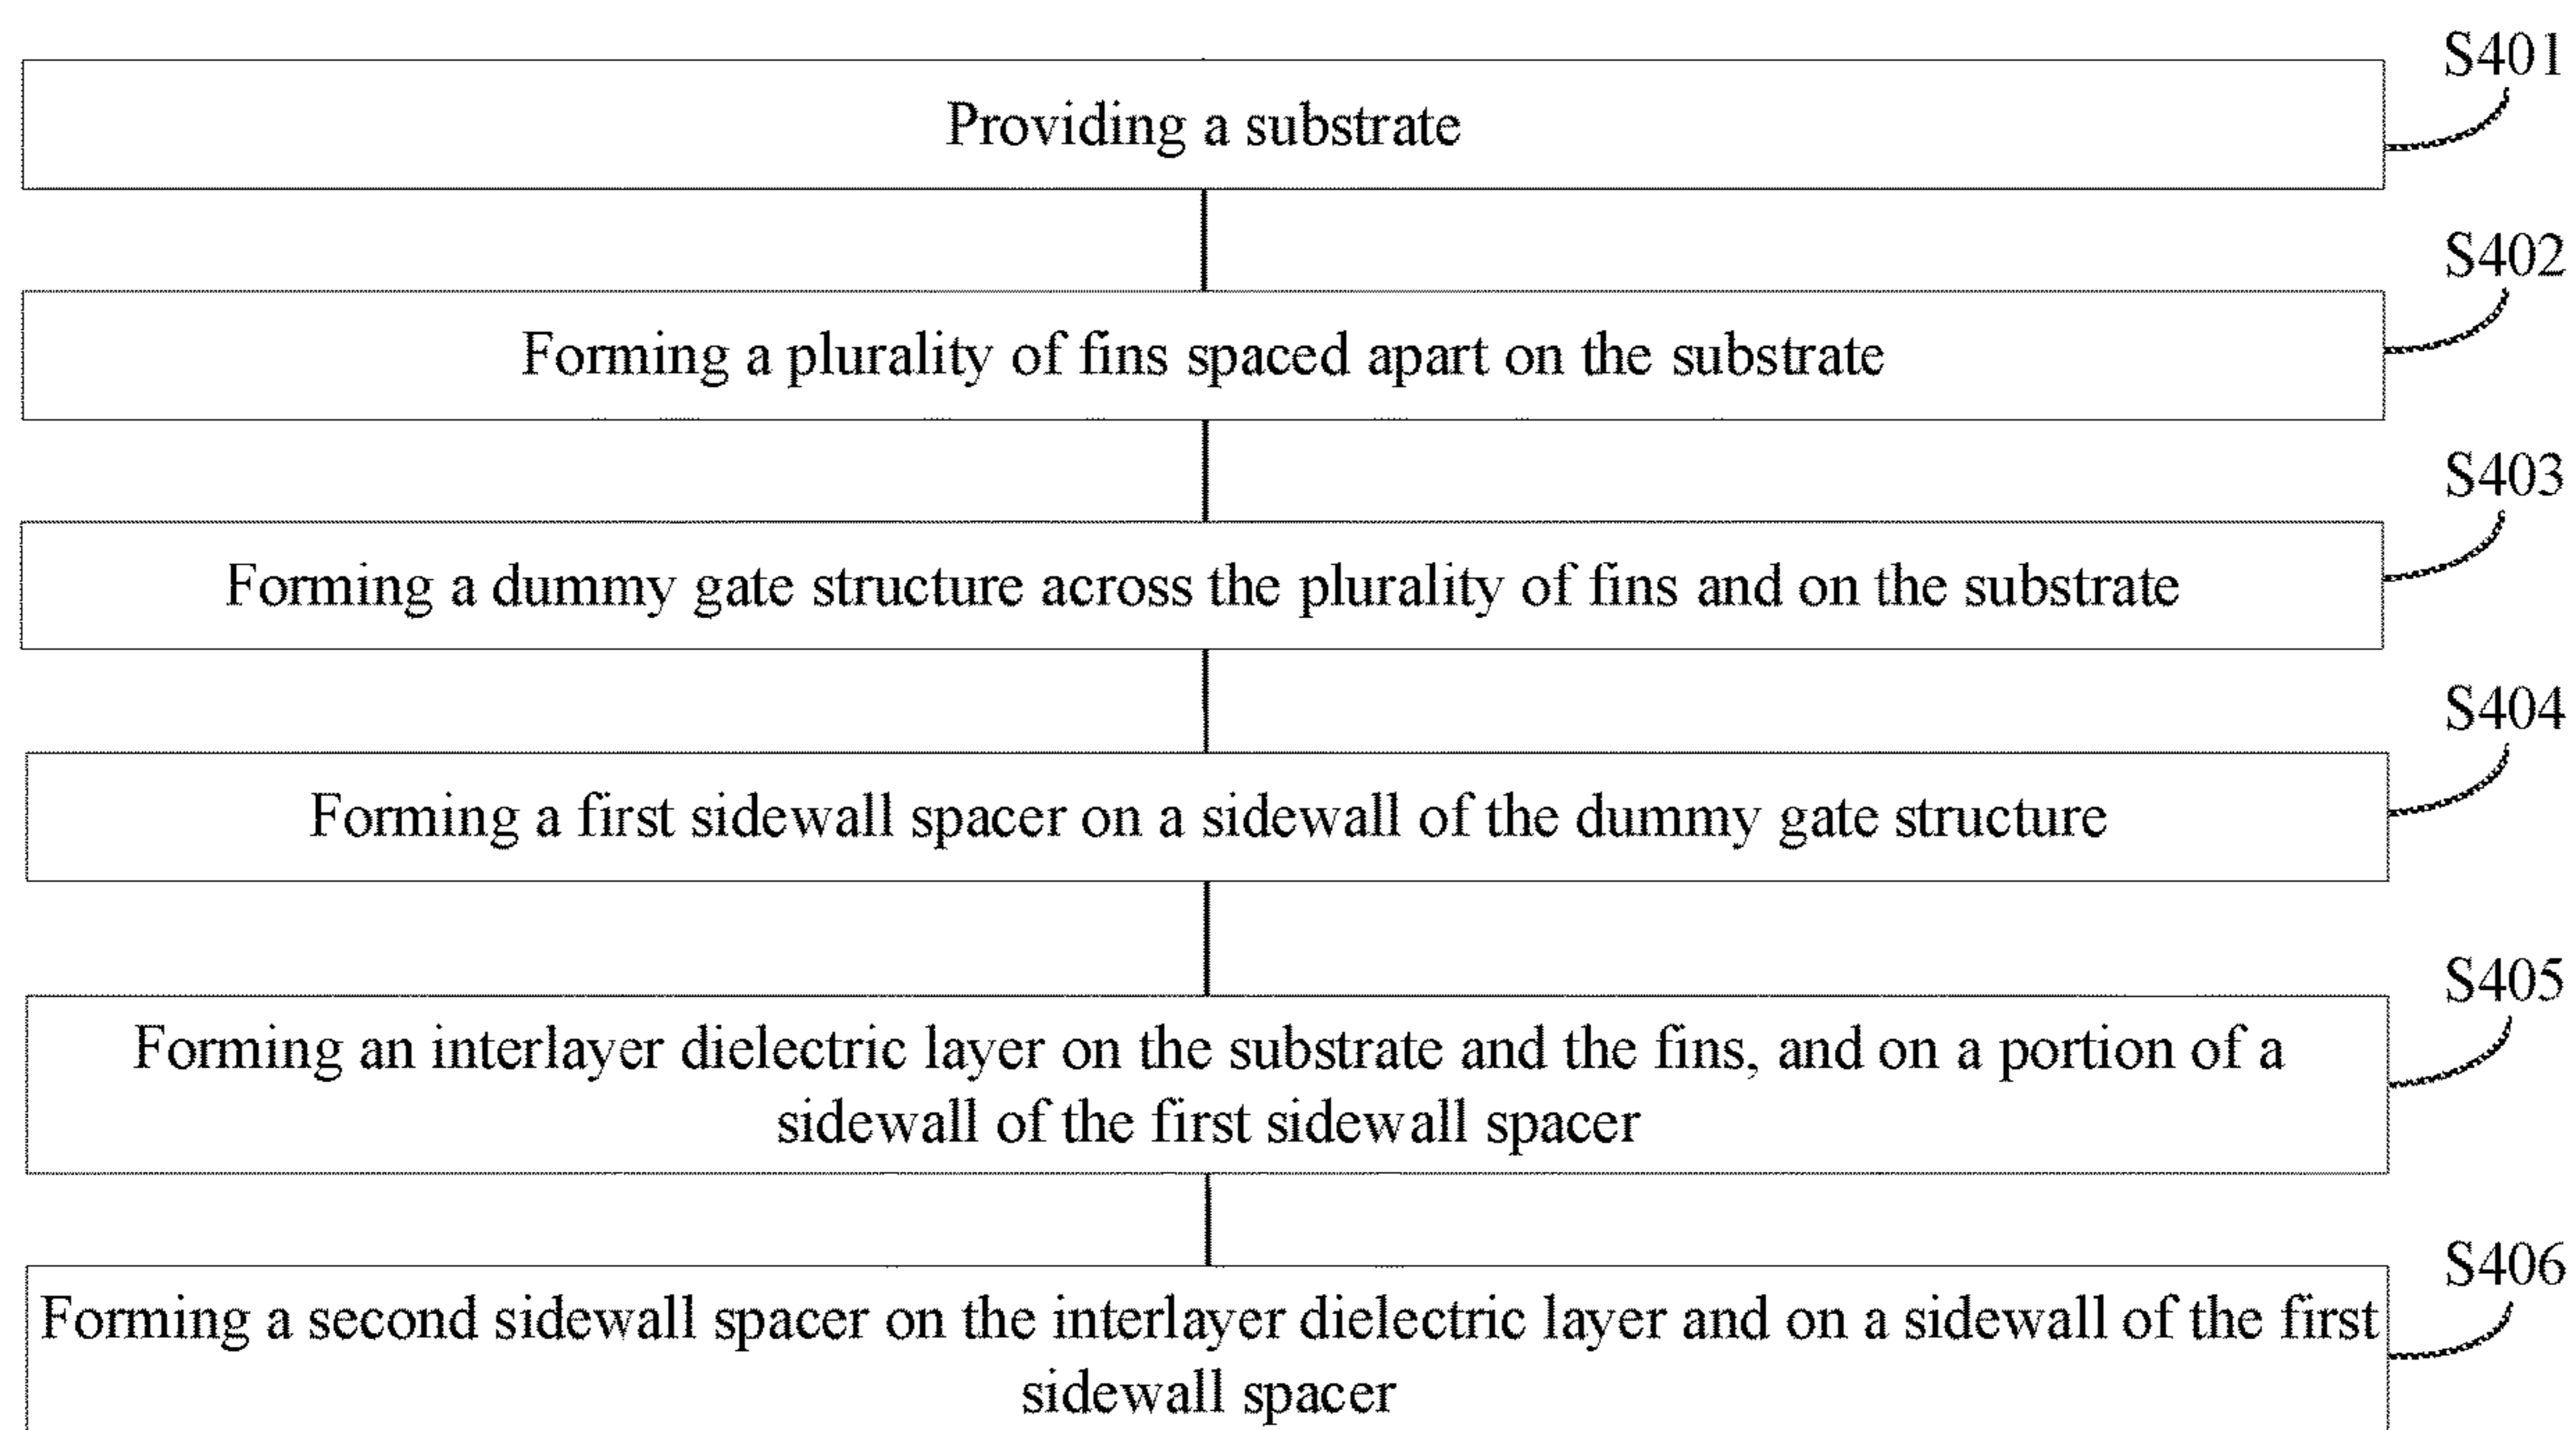 S401
Providing a substrate
S402
Forming a plurality of fins spaced apart on the substrate
S403
Forming a dummy gate structure across the plurality of fins and on the substrate
S404
Forming a first sidewall spacer on a sidewall of the dummy gate structure
S405
Forming an interlayer dielectric layer on the substrate and the fins, and on a portion of a
sidewall of the first sidewall spacer
S406
Forming a second sidewall spacer on the interlayer dielectric layer and on a sidewall of the first
sidewall spacer